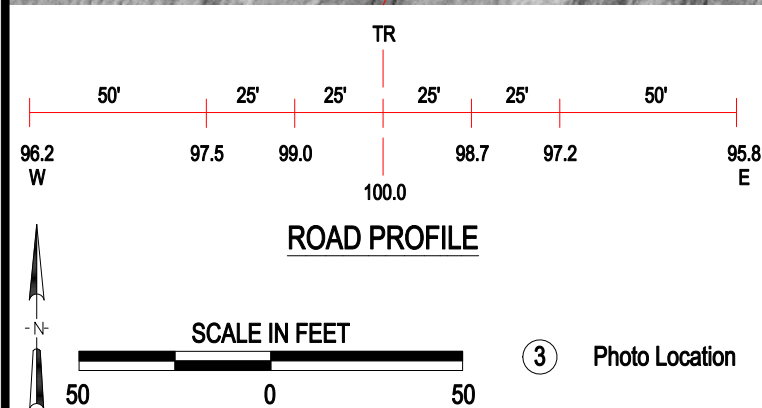 TR
50' 25' 25' 25' 25' 50'
96.2 97.5 99.0 98.7 97.2 95.8
W E
100.0
ROAD PROFILE
-N-
SCALE IN FEET
3 Photo Location
50 0 50